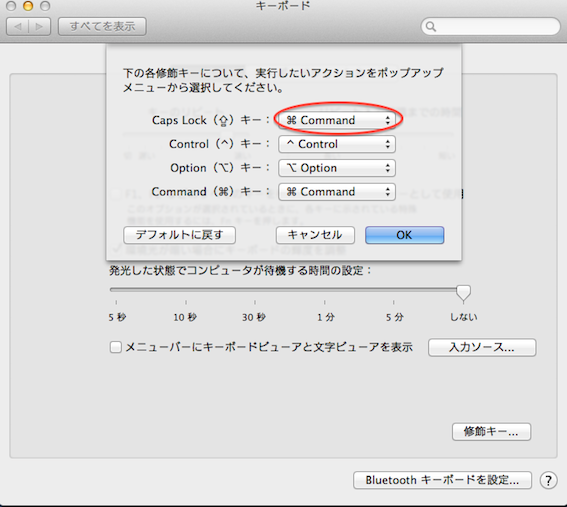 キーボード
すべてを表示
下の各修飾キーについて、実行したいアクションをポップアップ
メニューから選択してください。
Caps Lock（⇪）キー： ⌘ Command
Control（^）キー： ^ Control
Option（⌥）キー： ⌥ Option
Command（⌘）キー： ⌘ Command
デフォルトに戻す キャンセル OK
発光した状態でコンピュータが待機する時間の設定：
5 秒 10 秒 30 秒 1 分 5 分 しない
メニューバーにキーボードビューアと文字ビューアを表示 入力ソース...
修飾キー...
Bluetooth キーボードを設定... ?